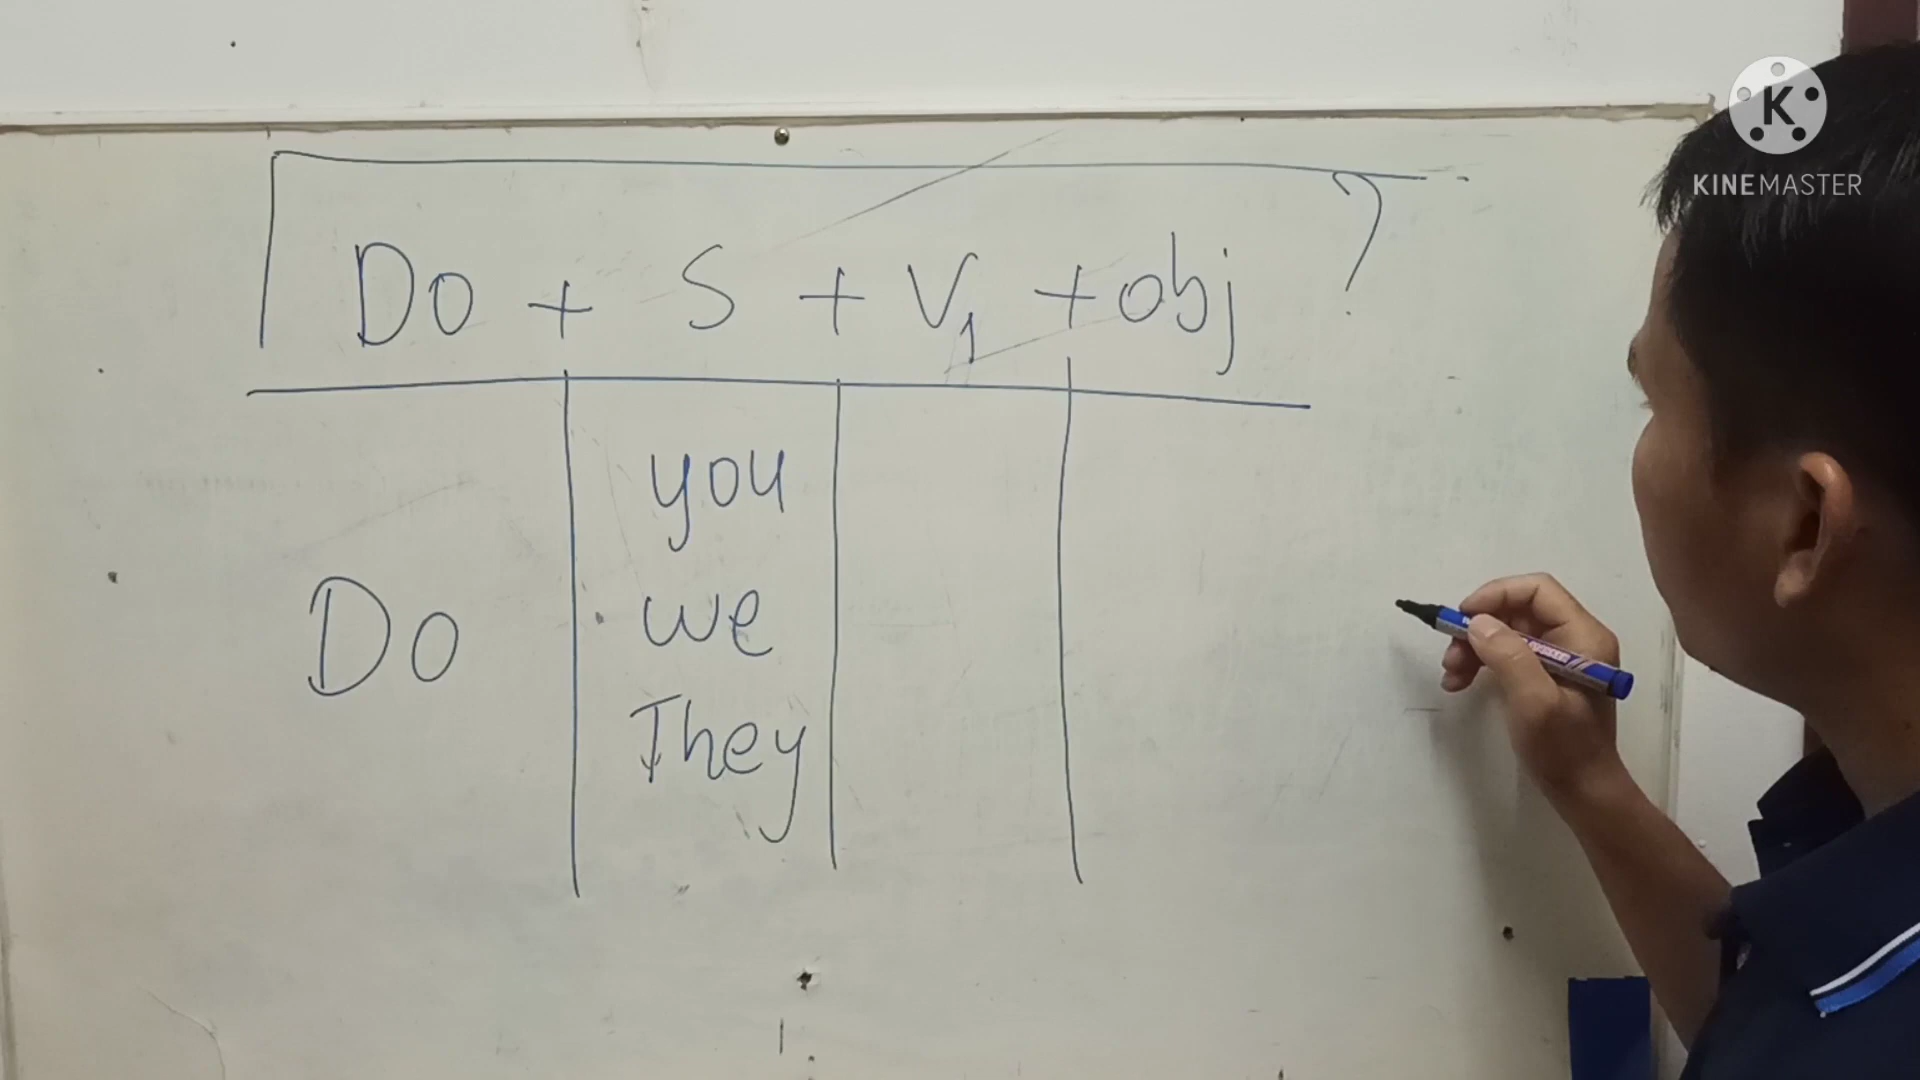 KINEMASTER
Do + S + V1 + obj ?
you
we
Do
They